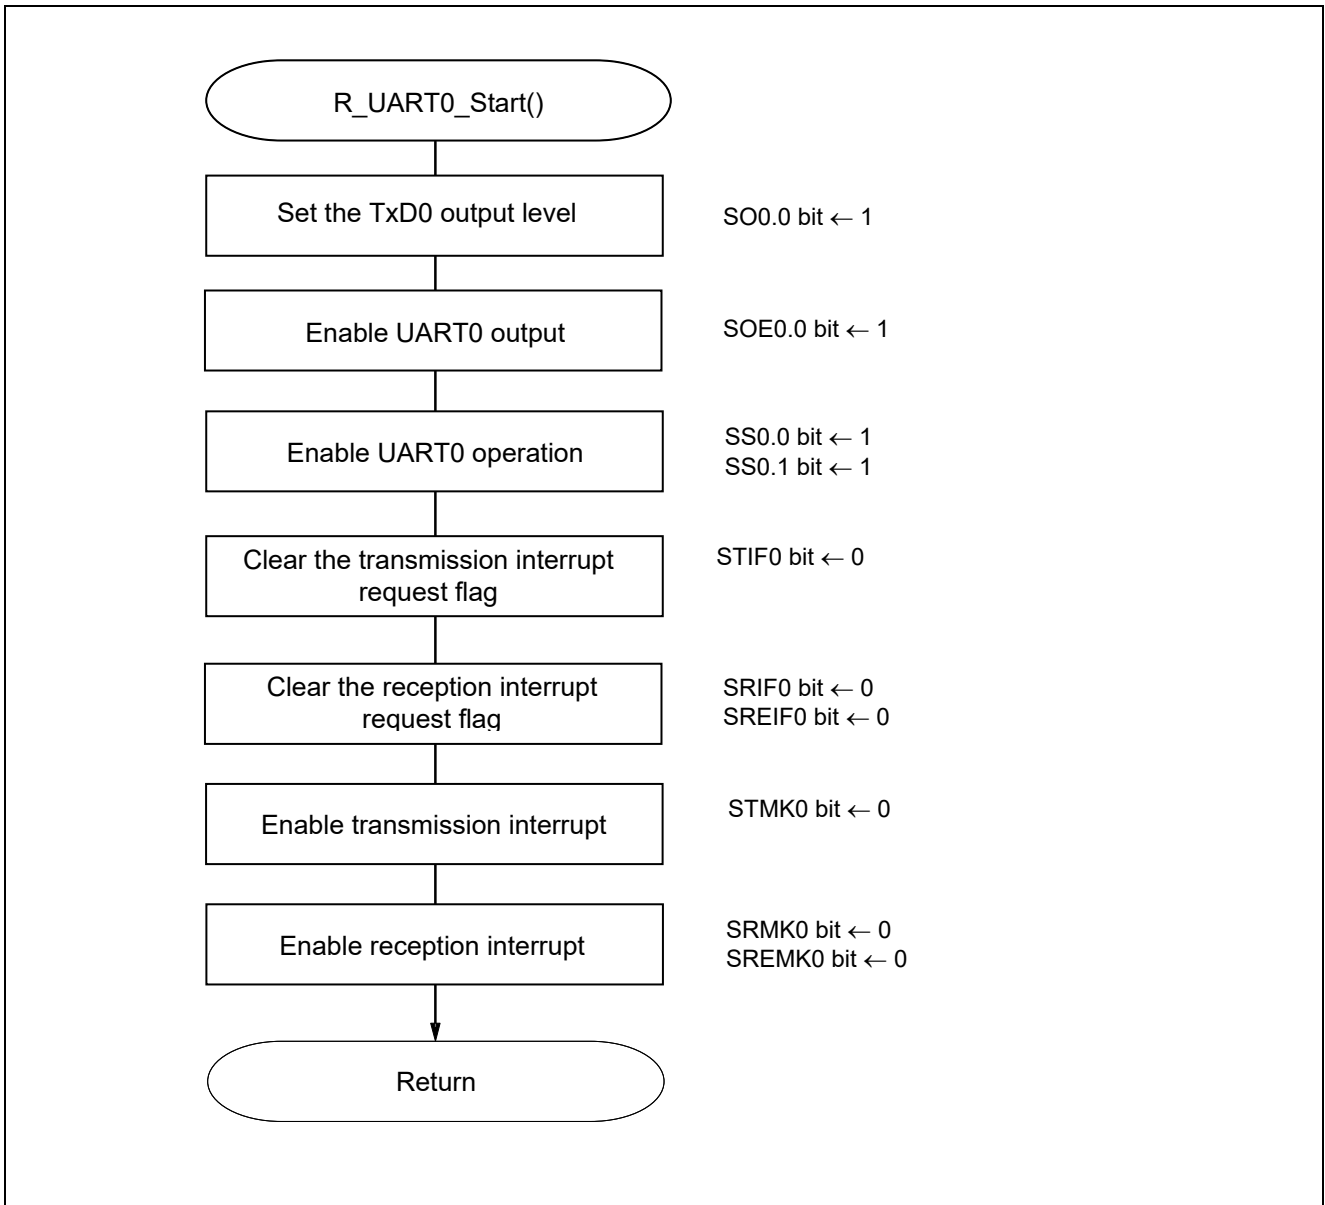 R_UART0_Start()
Set the TxD0 output level
SO0.0 bit ← 1
Enable UART0 output
SOE0.0 bit ← 1
Enable UART0 operation
SS0.0 bit ← 1
SS0.1 bit ← 1
Clear the transmission interrupt
request flag
STIF0 bit ← 0
Clear the reception interrupt
request flag
SRIF0 bit ← 0
SREIF0 bit ← 0
Enable transmission interrupt
STMK0 bit ← 0
Enable reception interrupt
SRMK0 bit ← 0
SREMK0 bit ← 0
Return